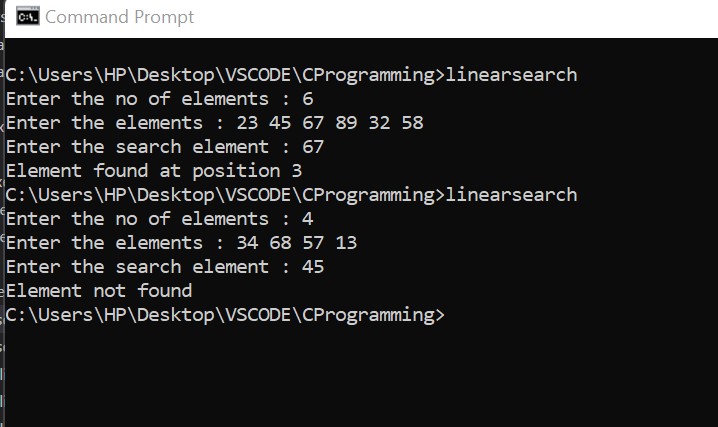 Command Prompt
C:\Users\HP\Desktop\VSCODE\CProgramming>linearsearch
Enter the no of elements : 6
Enter the elements : 23 45 67 89 32 58
Enter the search element : 67
Element found at position 3
C:\Users\HP\Desktop\VSCODE\CProgramming>linearsearch
Enter the no of elements : 4
Enter the elements : 34 68 57 13
Enter the search element : 45
Element not found
C:\Users\HP\Desktop\VSCODE\CProgramming>